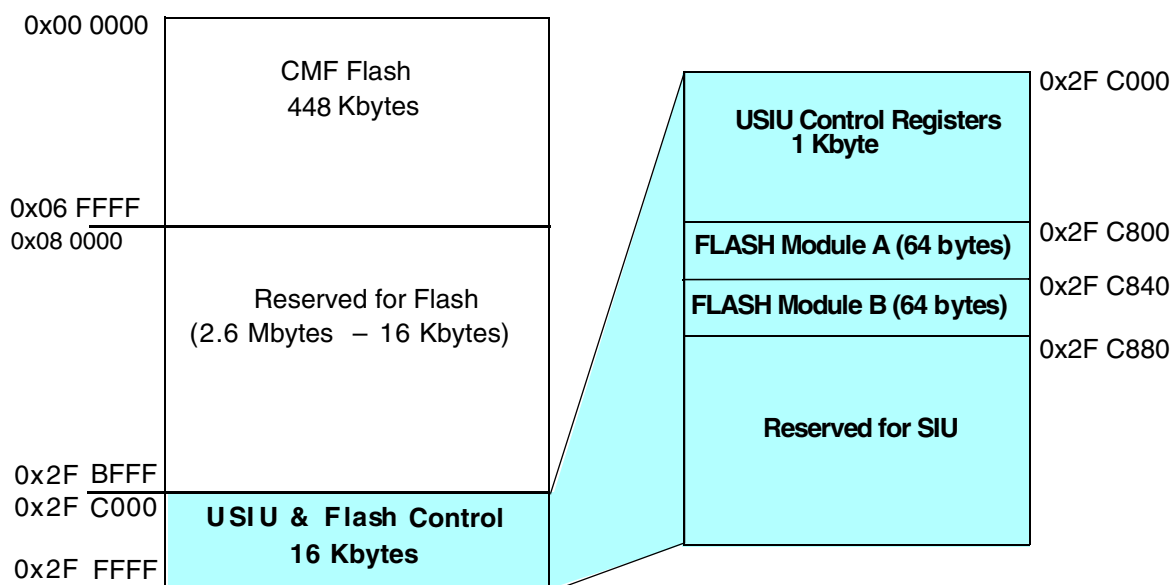 0x00 0000
CMF Flash
448 Kbytes
0x06 FFFF
0x08 0000
Reserved for Flash
(2.6 Mbytes – 16 Kbytes)
0x2F BFFF
0x2F C000
USIU & Flash Control
16 Kbytes
0x2F FFFF
0x2F C000
USIU Control Registers
1 Kbyte
0x2F C800
FLASH Module A (64 bytes)
0x2F C840
FLASH Module B (64 bytes)
0x2F C880
Reserved for SIU